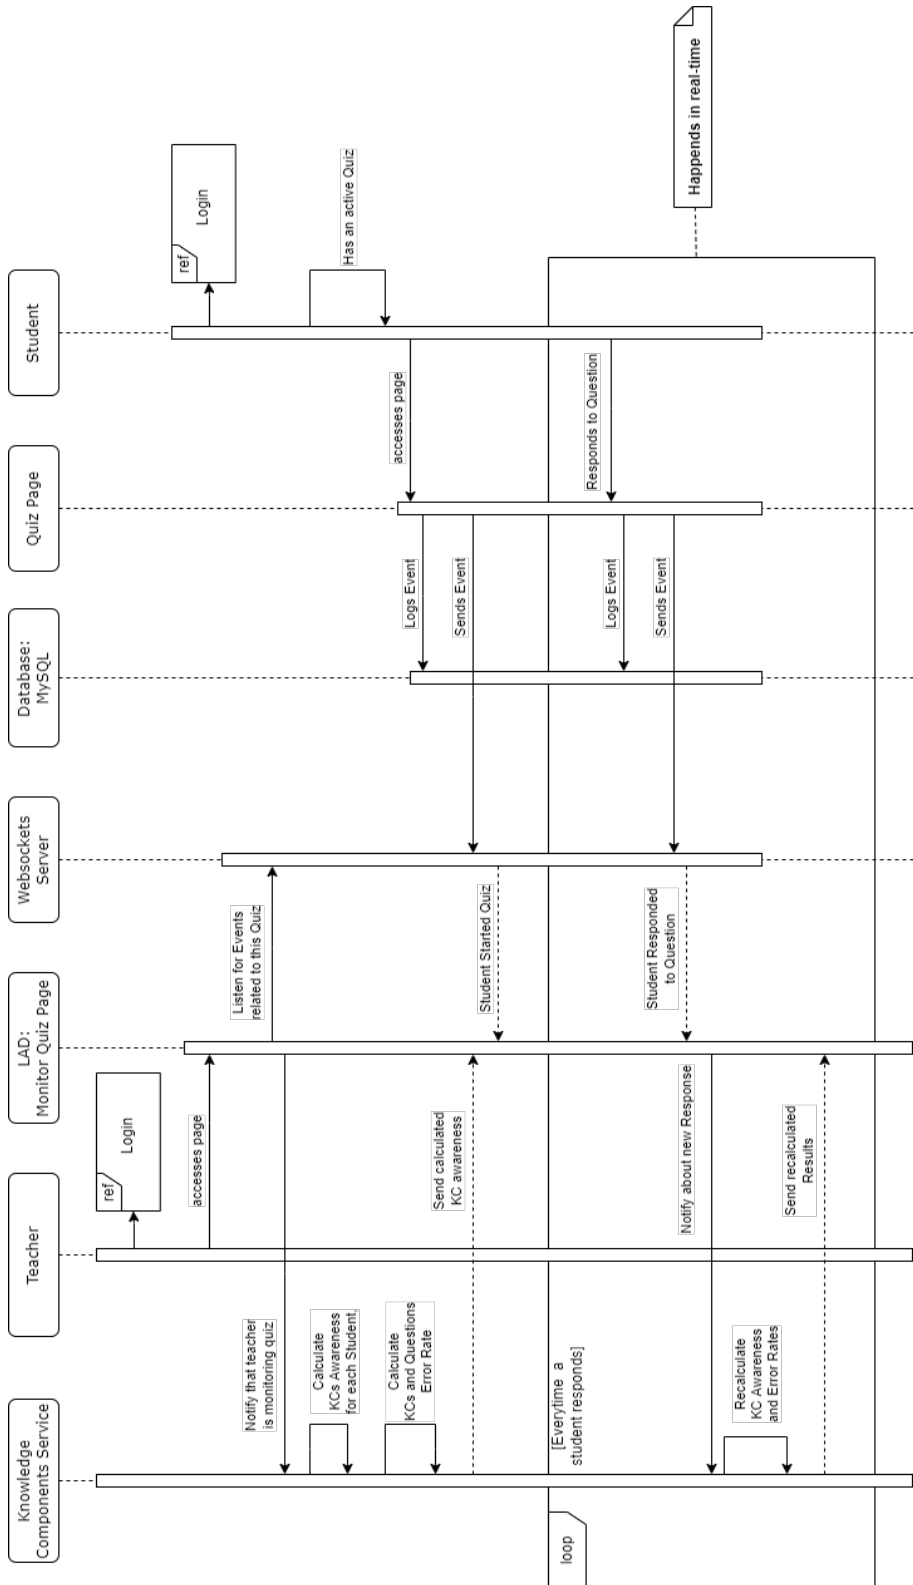 Knowledge
Components Service
Teacher
LAD:
Monitor Quiz Page
Websockets
Server
Database:
MySQL
Quiz Page
Student
ref
Login
ref
Login
accesses page
Listen for Events
related to this Quiz
Notify that teacher
is monitoring quiz
Calculate
KCs Awareness
for each Student,
Has an active Quiz
Calculate
KCs and Questions
Error Rate
accesses page
Logs Event
Sends Event
Send calculated
KC awareness
Student Started Quiz
loop
[Everytime a
student responds]
Responds to Question
Logs Event
Sends Event
Student Responded
to Question
Happends in real-time
Notify about new Response
Recalculate
KC Awareness
and Error Rates
Send recalculated
Results